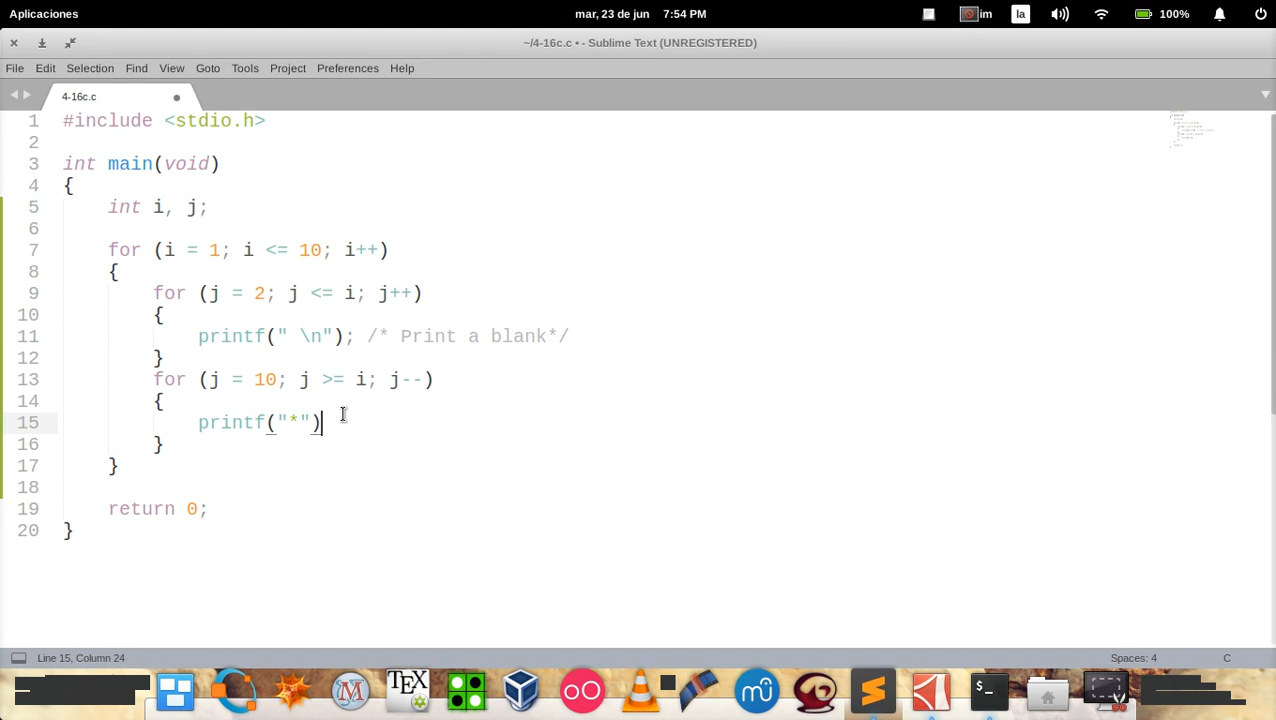 Aplicaciones
mar, 23 de jun 7:54 PM
im la 100%
~/4-16c.c • - Sublime Text (UNREGISTERED)
File Edit Selection Find View Goto Tools Project Preferences Help
4-16c.c
1 #include <stdio.h>
2
3 int main(void)
4 {
5     int i, j;
6
7     for (i = 1; i <= 10; i++)
8     {
9         for (j = 2; j <= i; j++)
10         {
11             printf(" \n"); /* Print a blank*/
12         }
13         for (j = 10; j >= i; j--)
14         {
15             printf("*")
16         }
17     }
18
19     return 0;
20 }
Line 15, Column 24
Spaces: 4
C
TEX